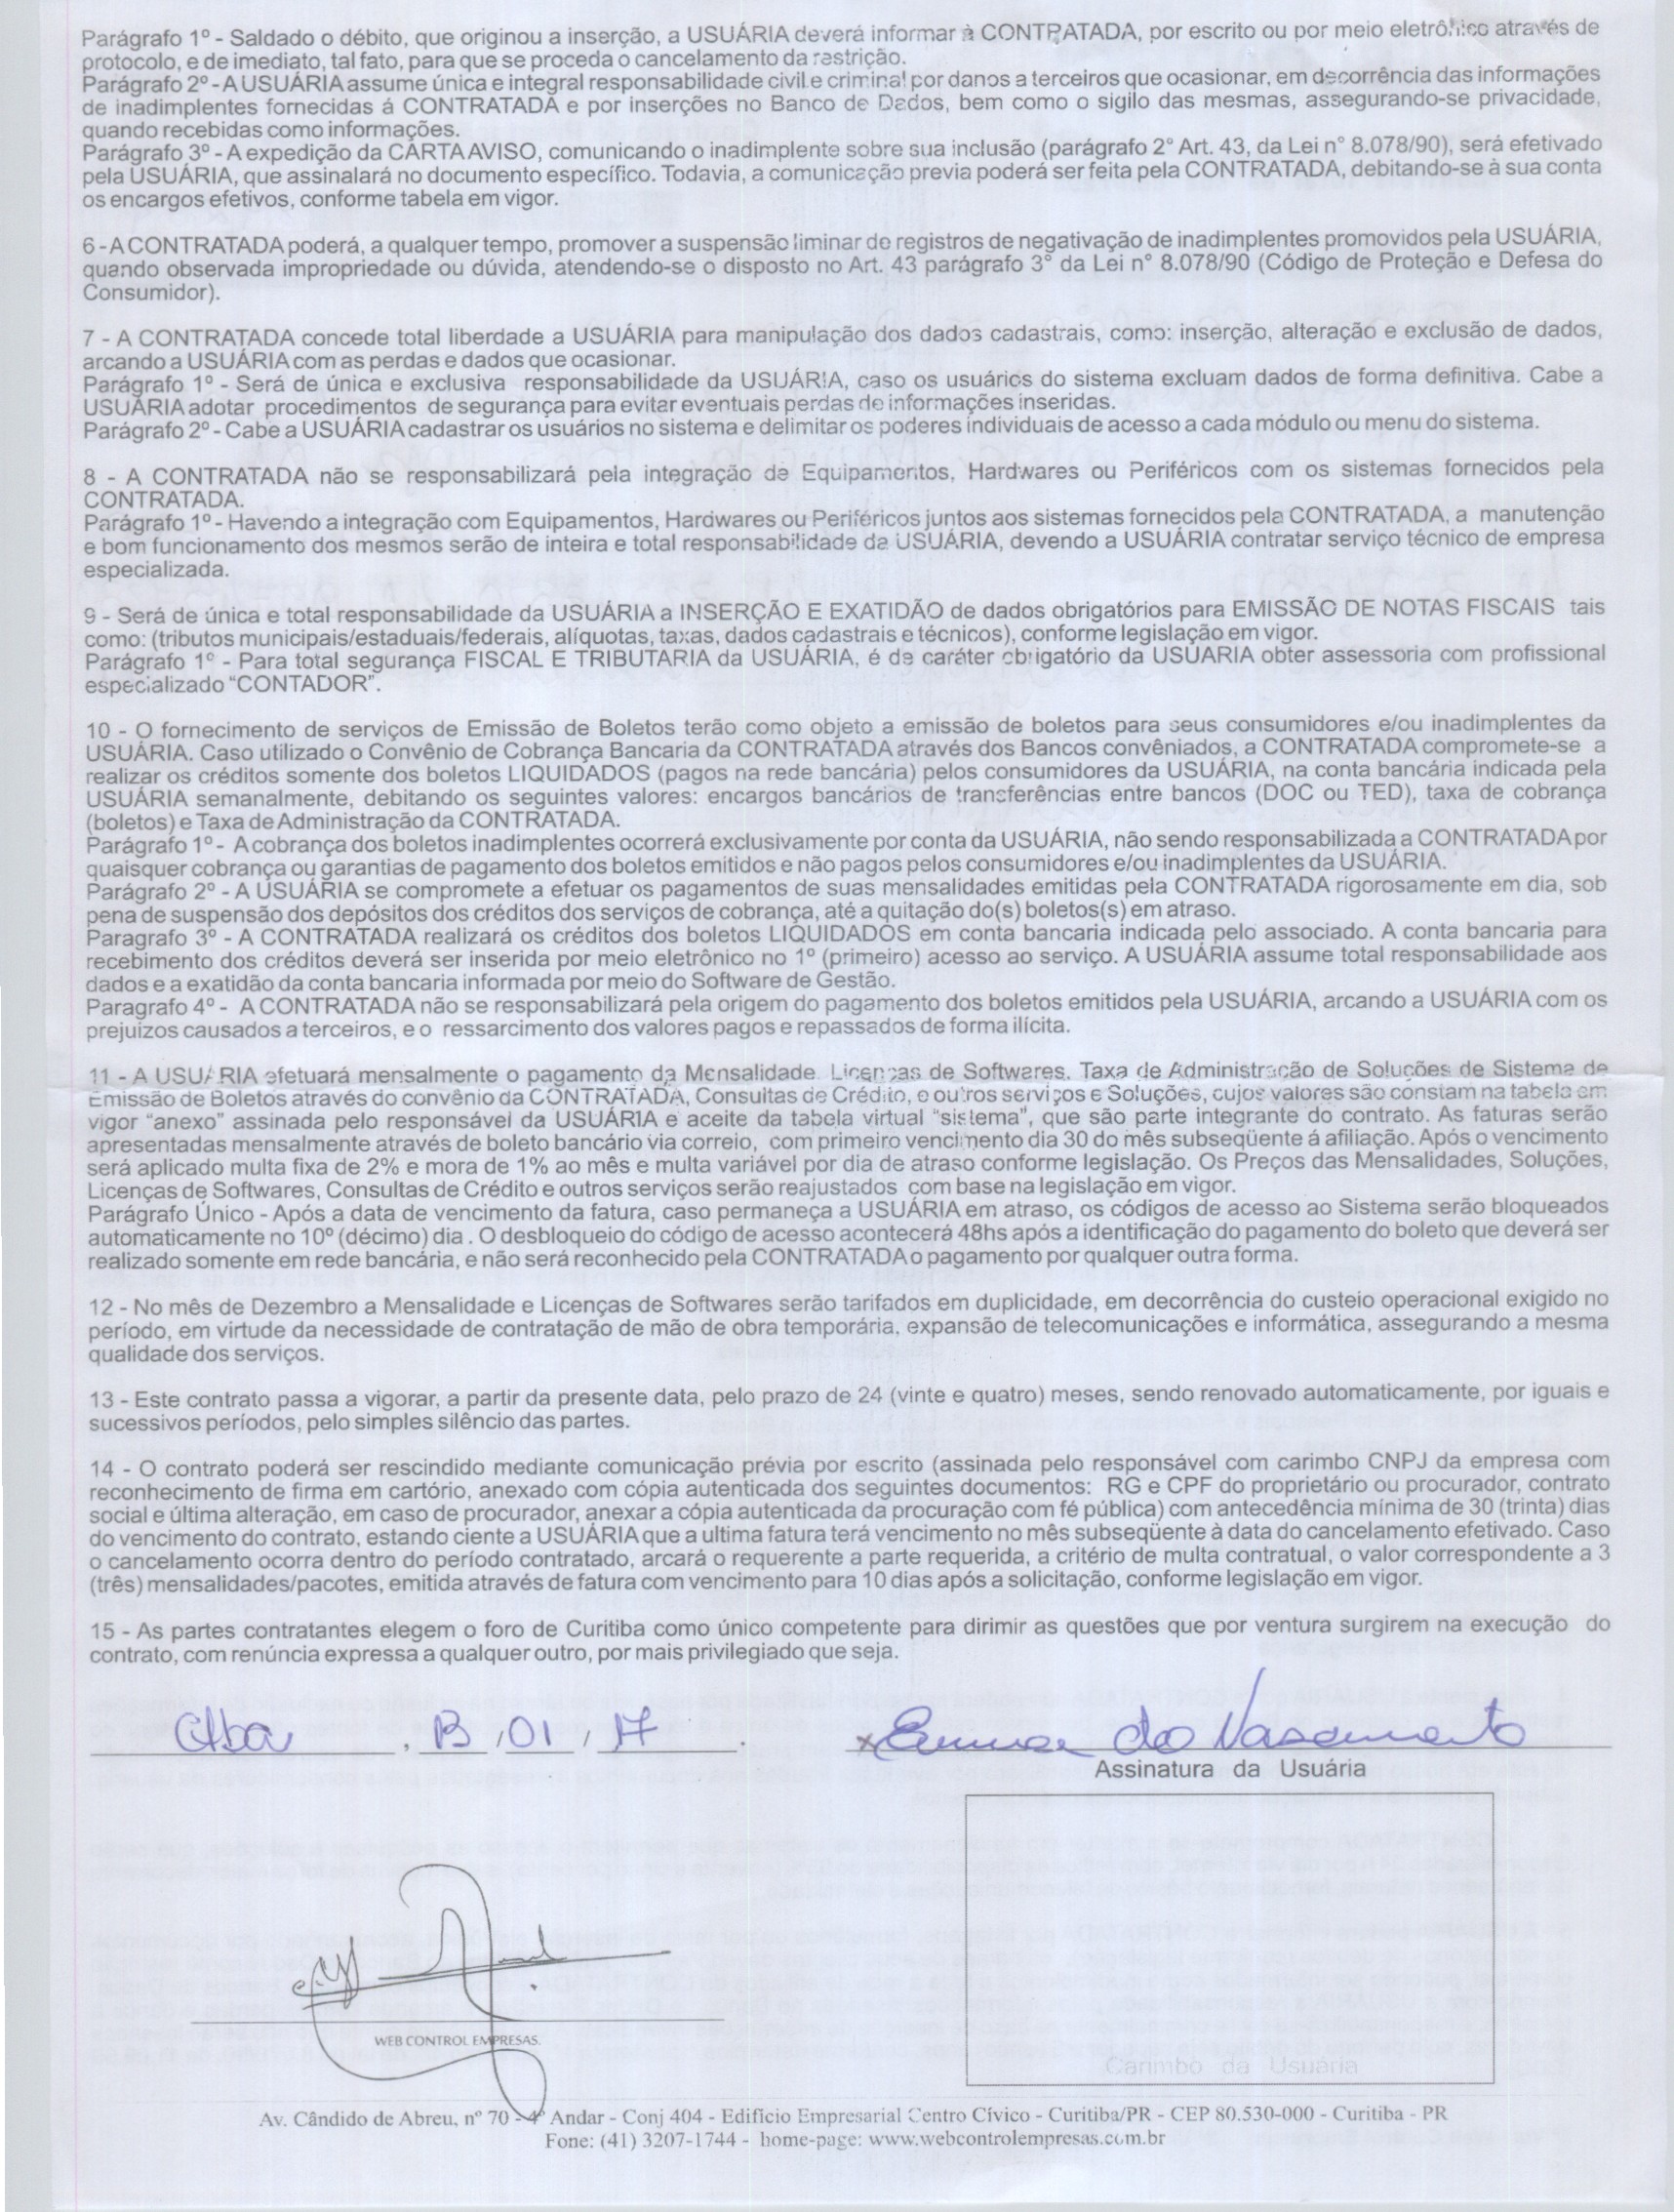 Parágrafo 1º - Saldado o débito, que originou a inserção, a USUÁRIA deverá informar à CONTRATADA, por escrito ou por meio eletrônico através de
protocolo, e de imediato, tal fato, para que se proceda o cancelamento da restrição.
Parágrafo 2º - A USUÁRIA assume única e integral responsabilidade civil e criminal por danos a terceiros que ocasionar, em decorrência das informações
de inadimplentes fornecidas á CONTRATADA e por inserções no Banco de Dados, bem como o sigilo das mesmas, assegurando-se privacidade,
quando recebidas como informações.
Parágrafo 3º - A expedição da CARTA AVISO, comunicando o inadimplente sobre sua inclusão (parágrafo 2º Art. 43, da Lei n° 8.078/90), será efetivado
pela USUÁRIA, que assinalará no documento específico. Todavia, a comunicação previa poderá ser feita pela CONTRATADA, debitando-se à sua conta
os encargos efetivos, conforme tabela em vigor.
6 - A CONTRATADA poderá, a qualquer tempo, promover a suspensão liminar de registros de negativação de inadimplentes promovidos pela USUÁRIA,
quando observada impropriedade ou dúvida, atendendo-se o disposto no Art. 43 parágrafo 3° da Lei n° 8.078/90 (Código de Proteção e Defesa do
Consumidor).
7 - A CONTRATADA concede total liberdade a USUÁRIA para manipulação dos dados cadastrais, como: inserção, alteração e exclusão de dados,
arcando a USUÁRIA com as perdas e dados que ocasionar.
Parágrafo 1º - Será de única e exclusiva responsabilidade da USUÁRIA, caso os usuários do sistema excluam dados de forma definitiva. Cabe a
USUÁRIA adotar procedimentos de segurança para evitar eventuais perdas de informações inseridas.
Parágrafo 2º - Cabe a USUÁRIA cadastrar os usuários no sistema e delimitar os poderes individuais de acesso a cada módulo ou menu do sistema.
8 - A CONTRATADA não se responsabilizará pela integração de Equipamentos, Hardwares ou Periféricos com os sistemas fornecidos pela
CONTRATADA.
Parágrafo 1º - Havendo a integração com Equipamentos, Hardwares ou Periféricos juntos aos sistemas fornecidos pela CONTRATADA, a manutenção
e bom funcionamento dos mesmos serão de inteira e total responsabilidade da USUÁRIA, devendo a USUÁRIA contratar serviço técnico de empresa
especializada.
9 - Será de única e total responsabilidade da USUÁRIA a INSERÇÃO E EXATIDÃO de dados obrigatórios para EMISSÃO DE NOTAS FISCAIS tais
como: (tributos municipais/estaduais/federais, alíquotas, taxas, dados cadastrais e técnicos), conforme legislação em vigor.
Parágrafo 1º - Para total segurança FISCAL E TRIBUTARIA da USUÁRIA, é de caráter obrigatório da USUARIA obter assessoria com profissional
especializado “CONTADOR”.
10 - O fornecimento de serviços de Emissão de Boletos terão como objeto a emissão de boletos para seus consumidores e/ou inadimplentes da
USUÁRIA. Caso utilizado o Convênio de Cobrança Bancaria da CONTRATADA através dos Bancos convêniados, a CONTRATADA compromete-se a
realizar os créditos somente dos boletos LIQUIDADOS (pagos na rede bancária) pelos consumidores da USUÁRIA, na conta bancária indicada pela
USUÁRIA semanalmente, debitando os seguintes valores: encargos bancários de transferências entre bancos (DOC ou TED), taxa de cobrança
(boletos) e Taxa de Administração da CONTRATADA.
Parágrafo 1º - A cobrança dos boletos inadimplentes ocorrerá exclusivamente por conta da USUÁRIA, não sendo responsabilizada a CONTRATADA por
quaisquer cobrança ou garantias de pagamento dos boletos emitidos e não pagos pelos consumidores e/ou inadimplentes da USUÁRIA.
Parágrafo 2º - A USUÁRIA se compromete a efetuar os pagamentos de suas mensalidades emitidas pela CONTRATADA rigorosamente em dia, sob
pena de suspensão dos depósitos dos créditos dos serviços de cobrança, até a quitação do(s) boletos(s) em atraso.
Paragrafo 3º - A CONTRATADA realizará os créditos dos boletos LIQUIDADOS em conta bancaria indicada pelo associado. A conta bancaria para
recebimento dos créditos deverá ser inserida por meio eletrônico no 1º (primeiro) acesso ao serviço. A USUÁRIA assume total responsabilidade aos
dados e a exatidão da conta bancaria informada por meio do Software de Gestão.
Paragrafo 4º - A CONTRATADA não se responsabilizará pela origem do pagamento dos boletos emitidos pela USUÁRIA, arcando a USUÁRIA com os
prejuízos causados a terceiros, e o ressarcimento dos valores pagos e repassados de forma ilícita.
11 - A USUÁRIA efetuará mensalmente o pagamento da Mensalidade, Licenças de Softwares, Taxa de Administração de Soluções de Sistema de
Emissão de Boletos através do convênio da CONTRATADA, Consultas de Crédito, e outros serviços e Soluções, cujos valores são constam na tabela em
vigor “anexo” assinada pelo responsável da USUÁRIA e aceite da tabela virtual “sistema”, que são parte integrante do contrato. As faturas serão
apresentadas mensalmente através de boleto bancário via correio, com primeiro vencimento dia 30 do mês subseqüente á afiliação. Após o vencimento
será aplicado multa fixa de 2% e mora de 1% ao mês e multa variável por dia de atraso conforme legislação. Os Preços das Mensalidades, Soluções,
Licenças de Softwares, Consultas de Crédito e outros serviços serão reajustados com base na legislação em vigor.
Parágrafo Único - Após a data de vencimento da fatura, caso permaneça a USUÁRIA em atraso, os códigos de acesso ao Sistema serão bloqueados
automaticamente no 10º (décimo) dia . O desbloqueio do código de acesso acontecerá 48hs após a identificação do pagamento do boleto que deverá ser
realizado somente em rede bancária, e não será reconhecido pela CONTRATADA o pagamento por qualquer outra forma.
12 - No mês de Dezembro a Mensalidade e Licenças de Softwares serão tarifados em duplicidade, em decorrência do custeio operacional exigido no
período, em virtude da necessidade de contratação de mão de obra temporária, expansão de telecomunicações e informática, assegurando a mesma
qualidade dos serviços.
13 - Este contrato passa a vigorar, a partir da presente data, pelo prazo de 24 (vinte e quatro) meses, sendo renovado automaticamente, por iguais e
sucessivos períodos, pelo simples silêncio das partes.
14 - O contrato poderá ser rescindido mediante comunicação prévia por escrito (assinada pelo responsável com carimbo CNPJ da empresa com
reconhecimento de firma em cartório, anexado com cópia autenticada dos seguintes documentos: RG e CPF do proprietário ou procurador, contrato
social e última alteração, em caso de procurador, anexar a cópia autenticada da procuração com fé pública) com antecedência mínima de 30 (trinta) dias
do vencimento do contrato, estando ciente a USUÁRIA que a ultima fatura terá vencimento no mês subseqüente à data do cancelamento efetivado. Caso
o cancelamento ocorra dentro do período contratado, arcará o requerente a parte requerida, a critério de multa contratual, o valor correspondente a 3
(três) mensalidades/pacotes, emitida através de fatura com vencimento para 10 dias após a solicitação, conforme legislação em vigor.
15 - As partes contratantes elegem o foro de Curitiba como único competente para dirimir as questões que por ventura surgirem na execução do
contrato, com renúncia expressa a qualquer outro, por mais privilegiado que seja.
Ctba, 13/01/17. x do Nascimento
Assinatura da Usuária
WEB CONTROL EMPRESAS.
Carimbo da Usuária
Av. Cândido de Abreu, nº 70 - 4º Andar - Conj 404 - Edifício Empresarial Centro Cívico - Curitiba/PR - CEP 80.530-000 - Curitiba - PR
Fone: (41) 3207-1744 - home-page: www.webcontrolempresas.com.br